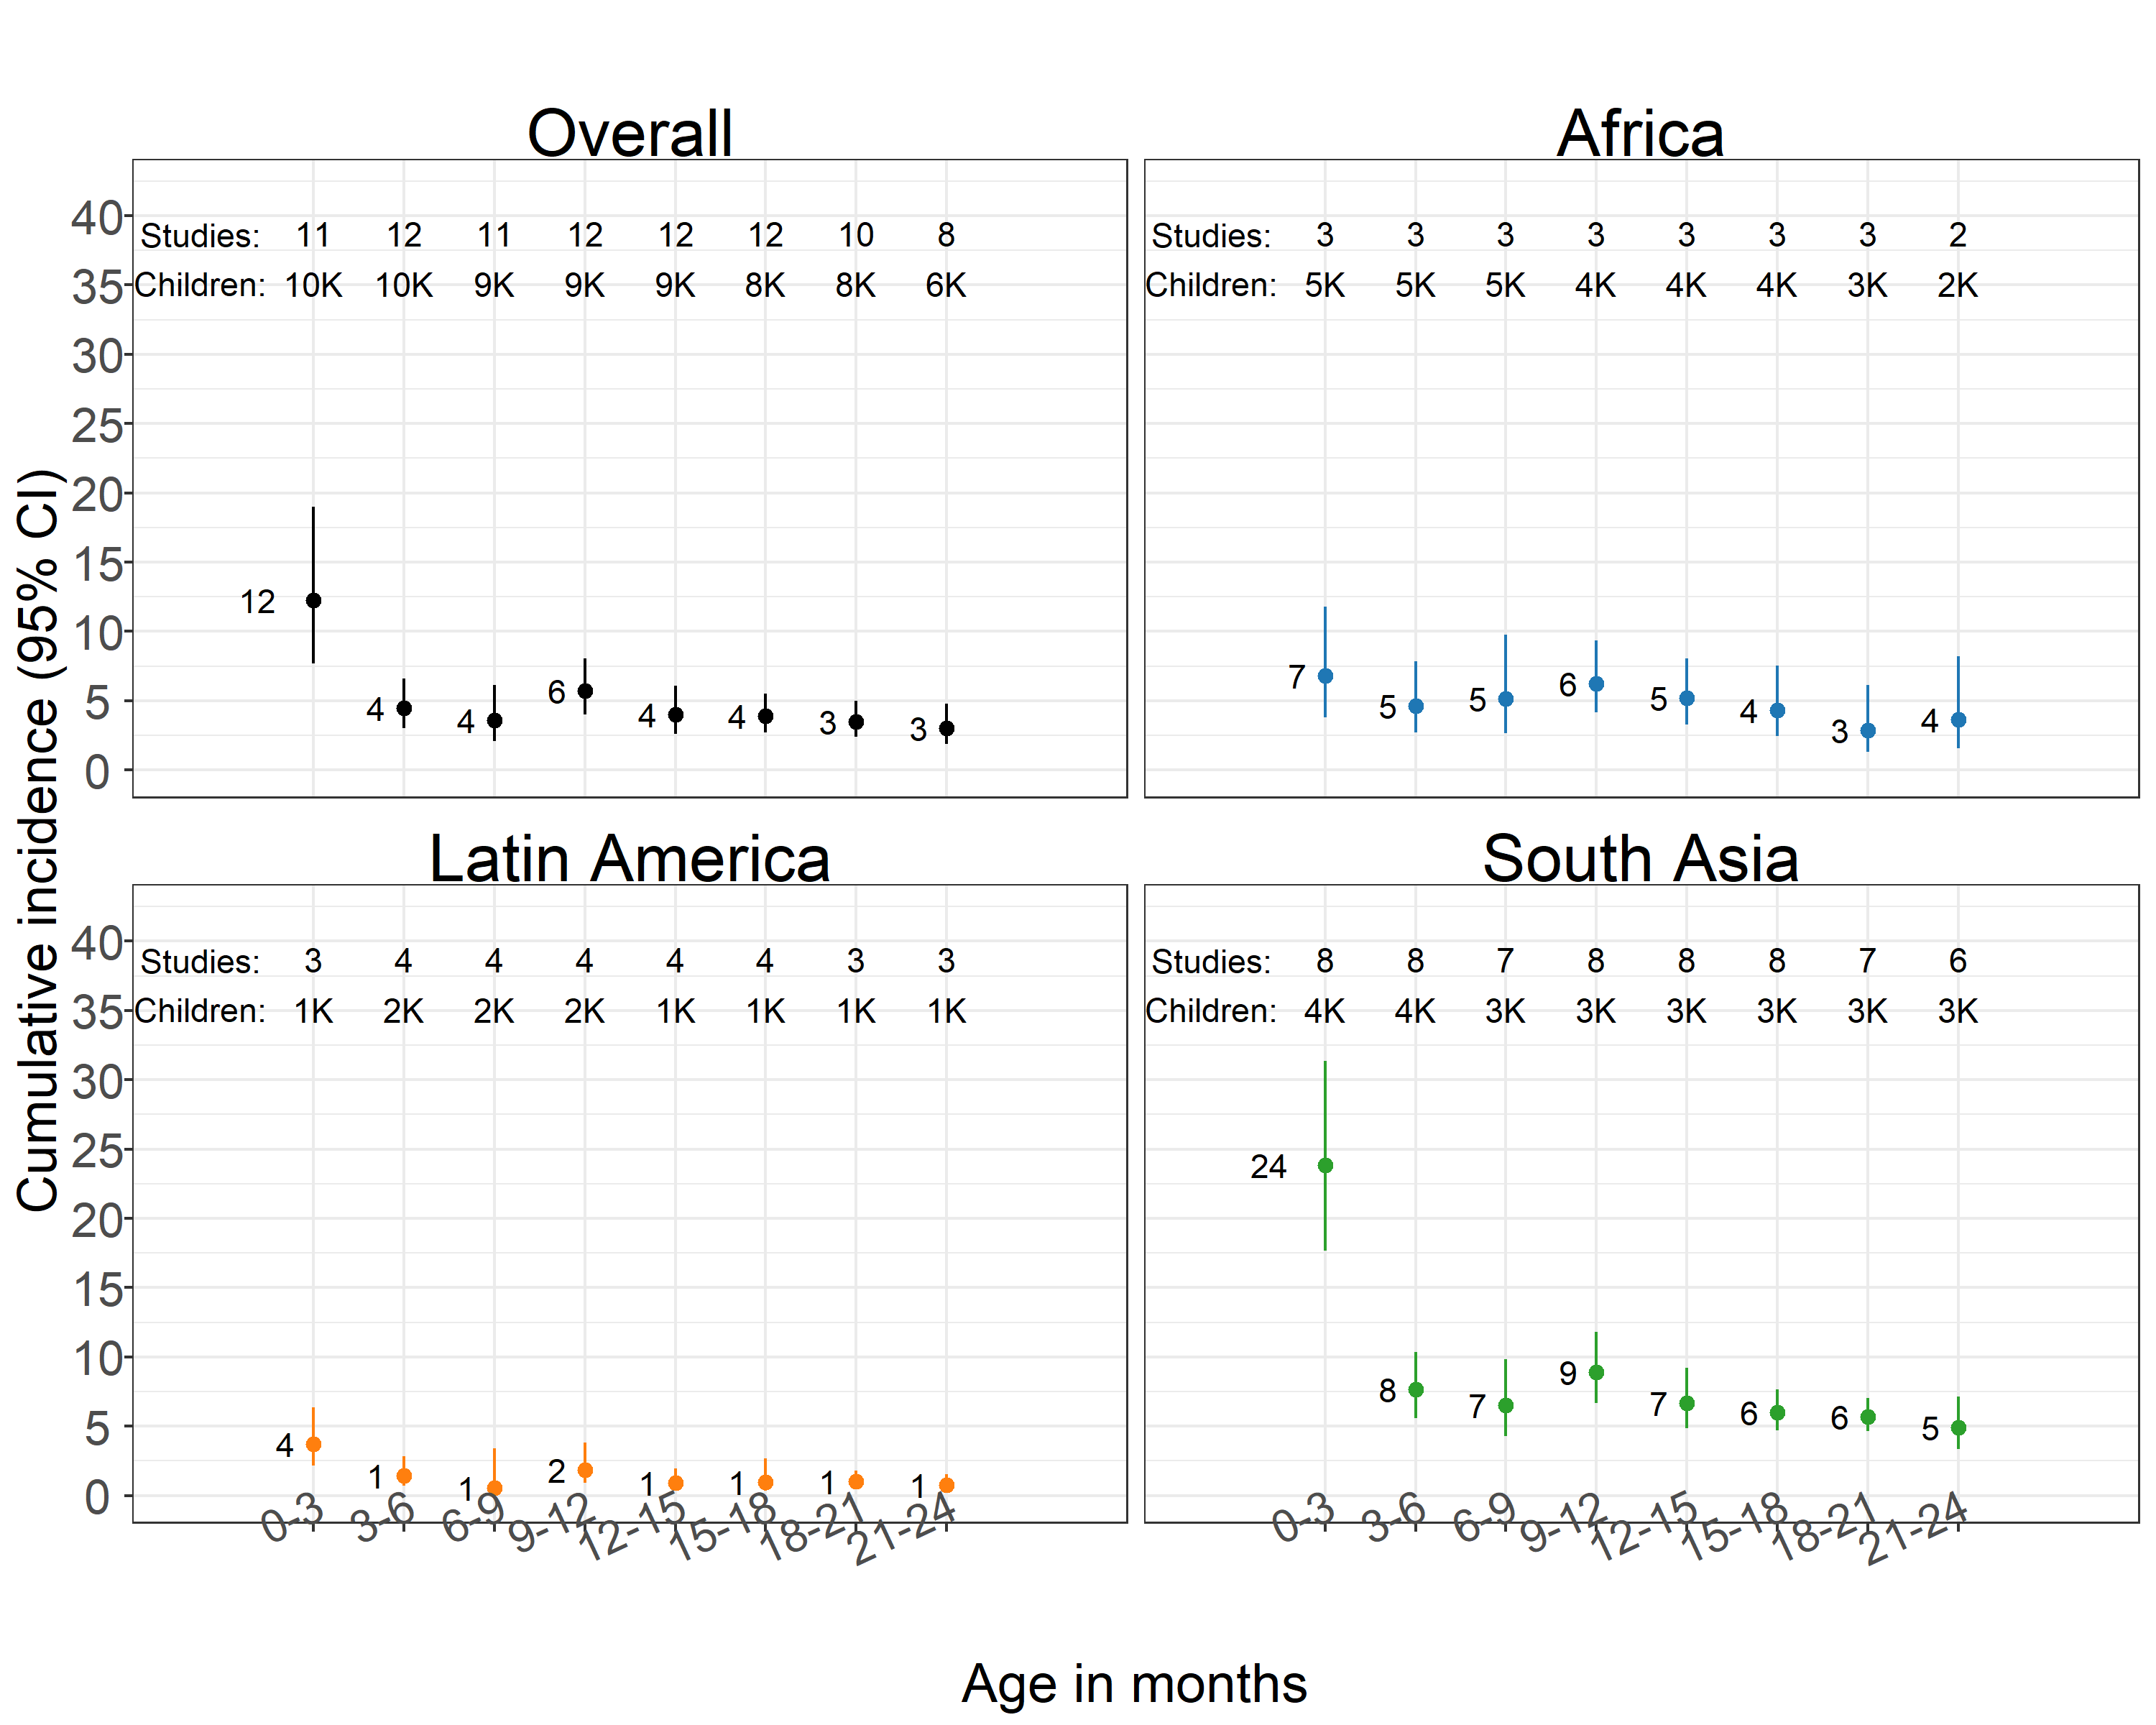 Overall
Studies: 11 12 11 12 12 12 10 8
Children: 10K 10K 9K 9K 9K 8K 8K 6K
40
35
30
25
20
15
10
5
0
12 4 4 6 4 4 3 3
Africa
Studies: 3 3 3 3 3 3 3 2
Children: 5K 5K 5K 4K 4K 4K 3K 2K
7 5 5 6 5 4 3 4
Cumulative incidence (95% CI)
Latin America
Studies: 3 4 4 4 4 4 3 3
Children: 1K 2K 2K 2K 1K 1K 1K 1K
40
35
30
25
20
15
10
5
0
4 1 1 2 1 1 1 1
0-3 3-6 6-9 9-12 12-15 15-18 18-21 21-24
South Asia
Studies: 8 8 7 8 8 8 7 6
Children: 4K 4K 3K 3K 3K 3K 3K 3K
24 8 7 9 7 6 6 5
0-3 3-6 6-9 9-12 12-15 15-18 18-21 21-24
Age in months